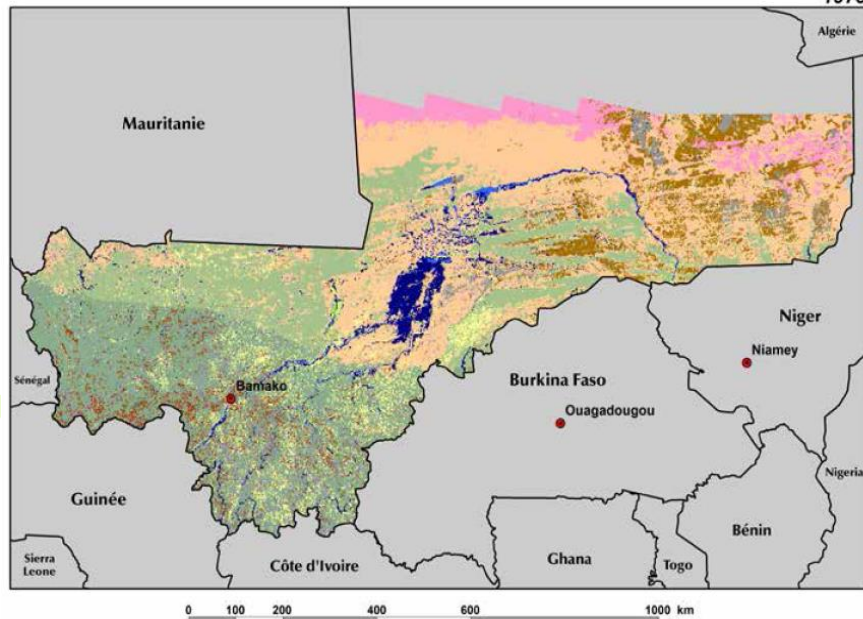 Algérie
Mauritanie
Niger
Niamey
Sénégal
Bamako
Burkina Faso
Ouagadougou
Nigeria
Guinée
Bénin
Sierra
Leone
Côte d'Ivoire
Ghana
Togo
0 100 200 400 600 1000 km